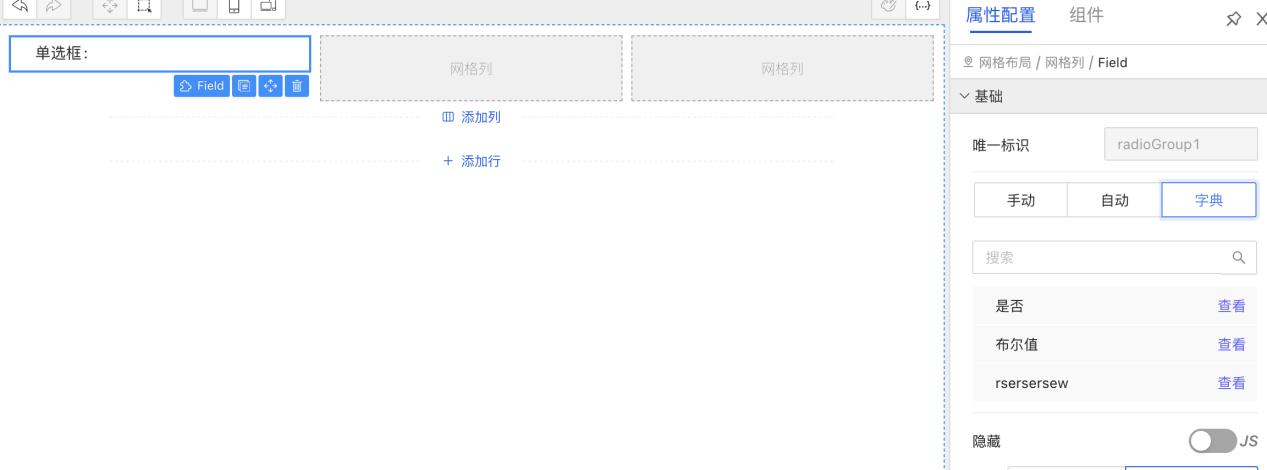 {...}
属性配置 组件
单选框:
Field
网格列
网格列
添加列
添加行
网格布局 / 网格列 / Field
基础
唯一标识 radioGroup1
手动 自动 字典
搜索
是否 查看
布尔值 查看
rsersersew 查看
隐藏 JS